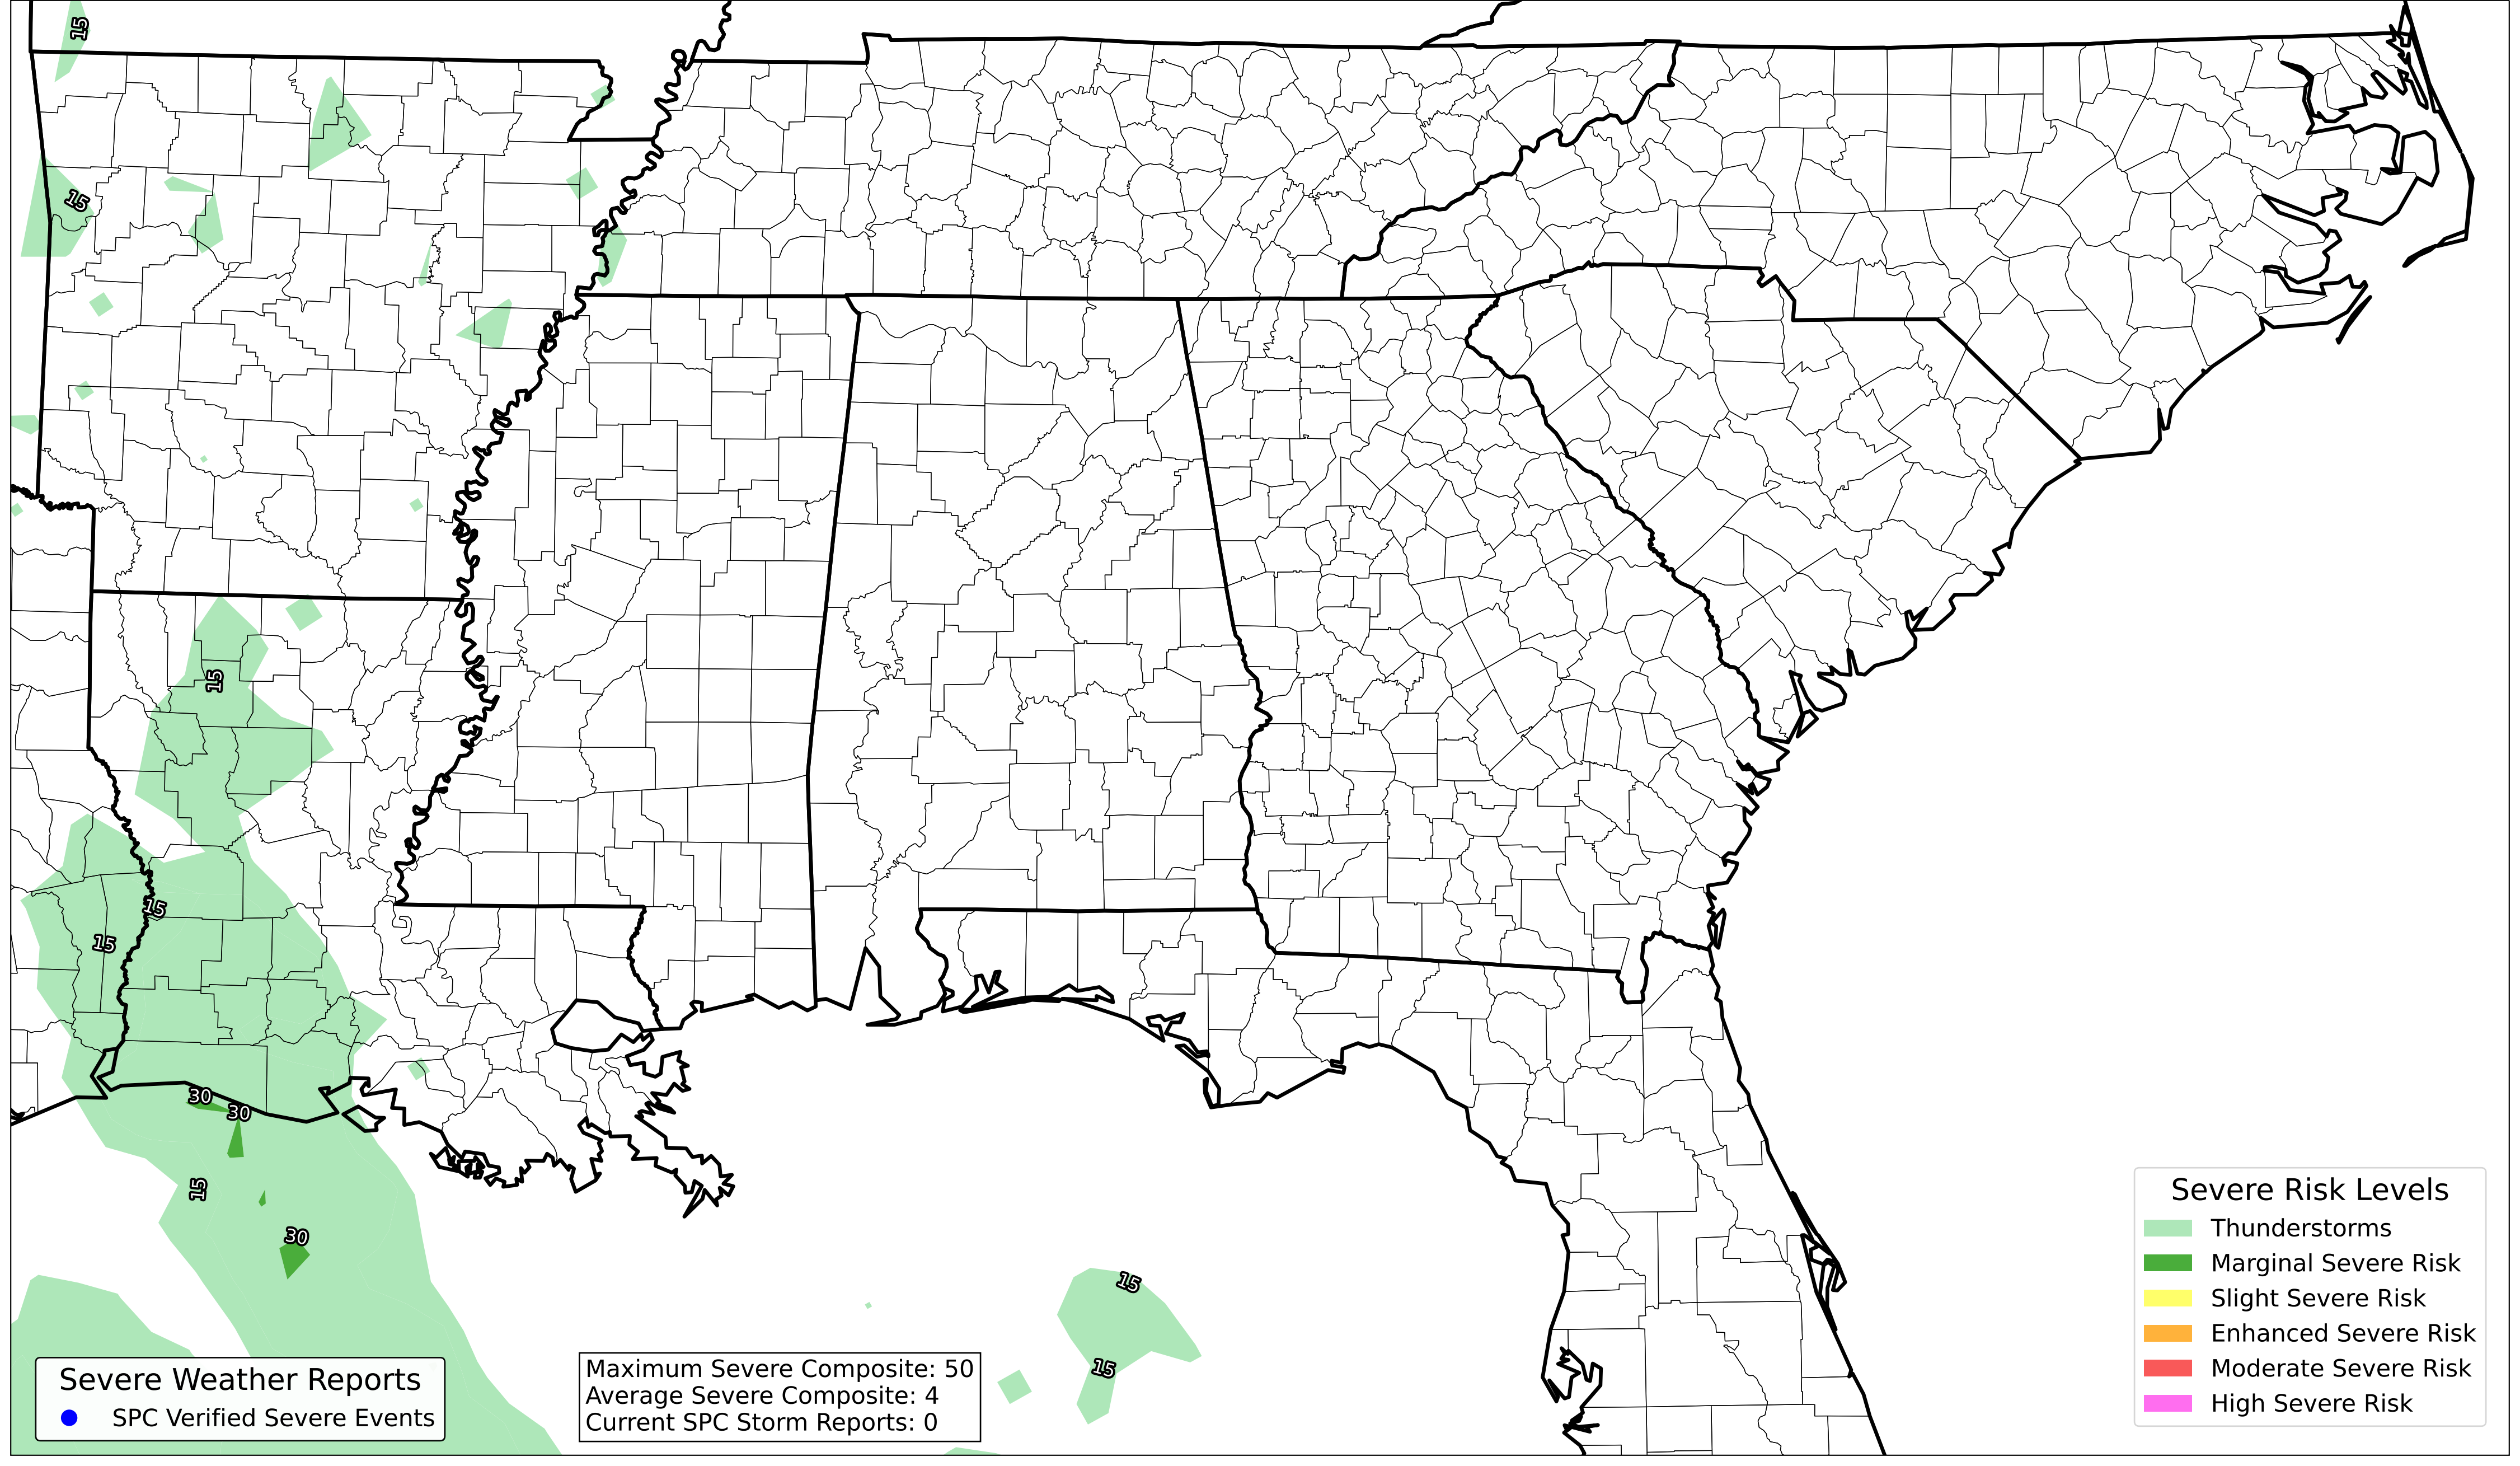 15
15
15
15
15
30
30
15
30
15
15
Severe Weather Reports
SPC Verified Severe Events
Maximum Severe Composite: 50
Average Severe Composite: 4
Current SPC Storm Reports: 0
Severe Risk Levels
Thunderstorms
Marginal Severe Risk
Slight Severe Risk
Enhanced Severe Risk
Moderate Severe Risk
High Severe Risk